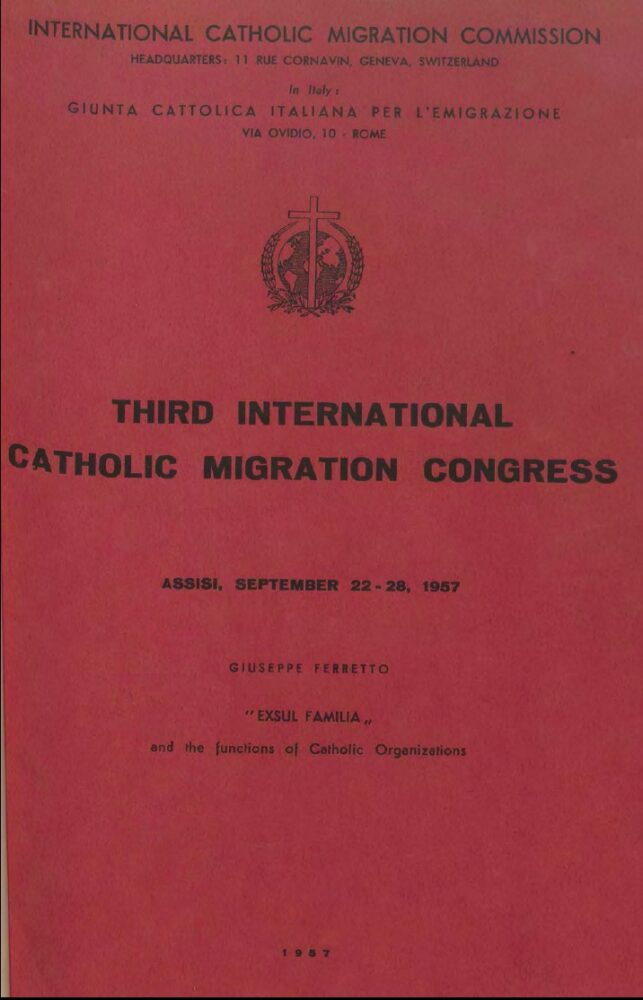 INTERNATIONAL CATHOLIC MIGRATION COMMISSION
HEADQUARTERS: 11 RUE CORNAVIN, GENEVA, SWITZERLAND
In Italy:
GIUNTA CATTOLICA ITALIANA PER L'EMIGRAZIONE
VIA OVIDIO, 10 - ROME
THIRD INTERNATIONAL
CATHOLIC MIGRATION CONGRESS
ASSISI, SEPTEMBER 22-28, 1957
GIUSEPPE FERRETTO
"EXSUL FAMILIA„
and the functions of Catholic Organizations
1957